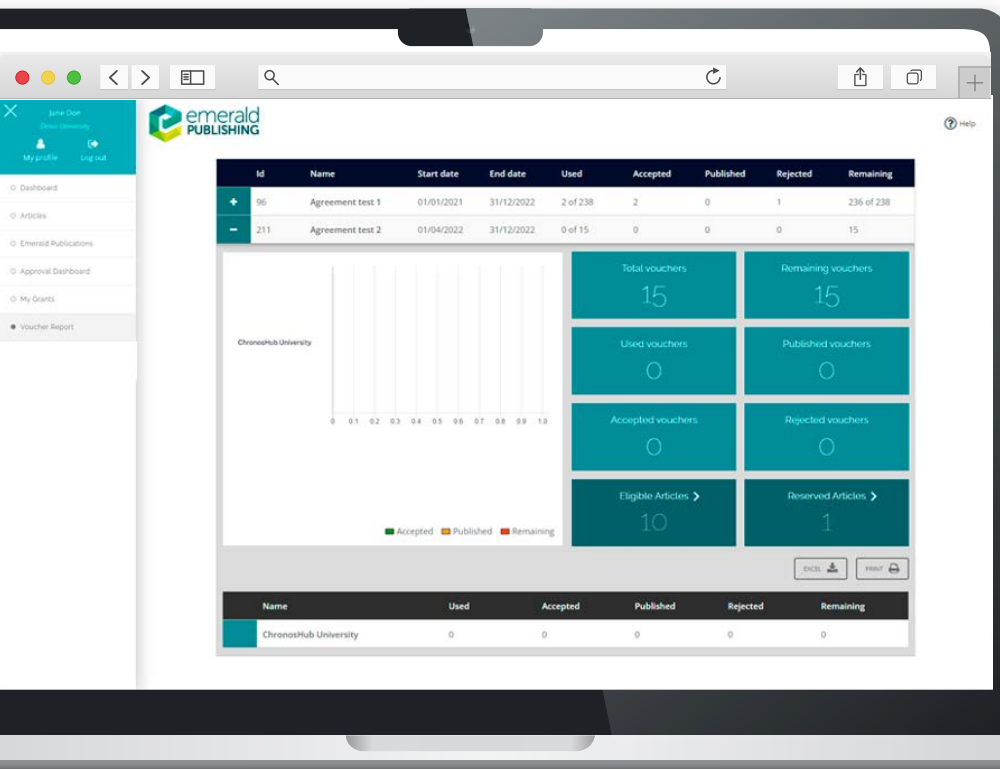 Jane Doe
Demo University
My profile Log out
Dashboard
Articles
Emerald Publications
Approval Dashboard
My Grants
Voucher Report
emerald
PUBLISHING
Help
Id Name Start date End date Used Accepted Published Rejected Remaining
+ 96 Agreement test 1 01/01/2021 31/12/2022 2 of 238 2 0 1 236 of 238
− 211 Agreement test 2 01/04/2022 31/12/2022 0 of 15 0 0 0 15
ChronosHub University
0 0.1 0.2 0.3 0.4 0.5 0.6 0.7 0.8 0.9 1.0
Accepted Published Remaining
Total vouchers
15
Remaining vouchers
15
Used vouchers
0
Published vouchers
0
Accepted vouchers
0
Rejected vouchers
0
Eligible Articles
10
Reserved Articles
1
EXCEL PRINT
Name Used Accepted Published Rejected Remaining
ChronosHub University 0 0 0 0 0